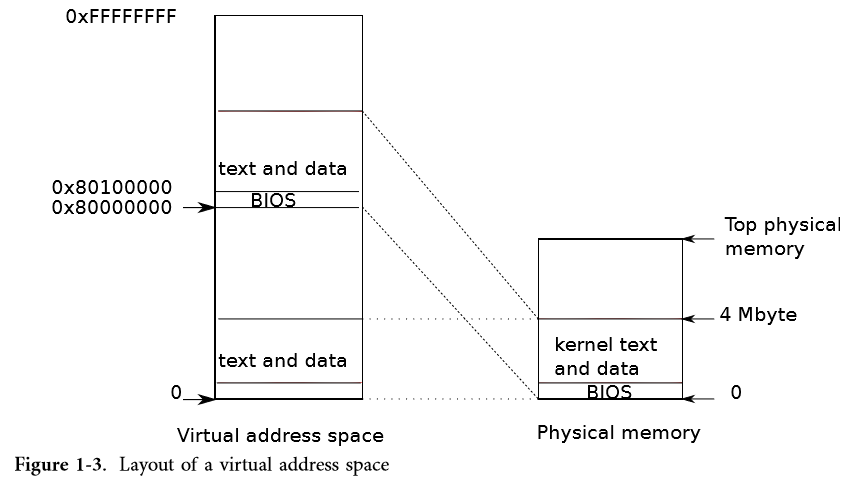 0xFFFFFFFF
text and data
0x80100000
BIOS
0x80000000
Top physical
memory
4 Mbyte
kernel text
and data
text and data
BIOS
0
0
Virtual address space
Physical memory
Figure 1-3. Layout of a virtual address space